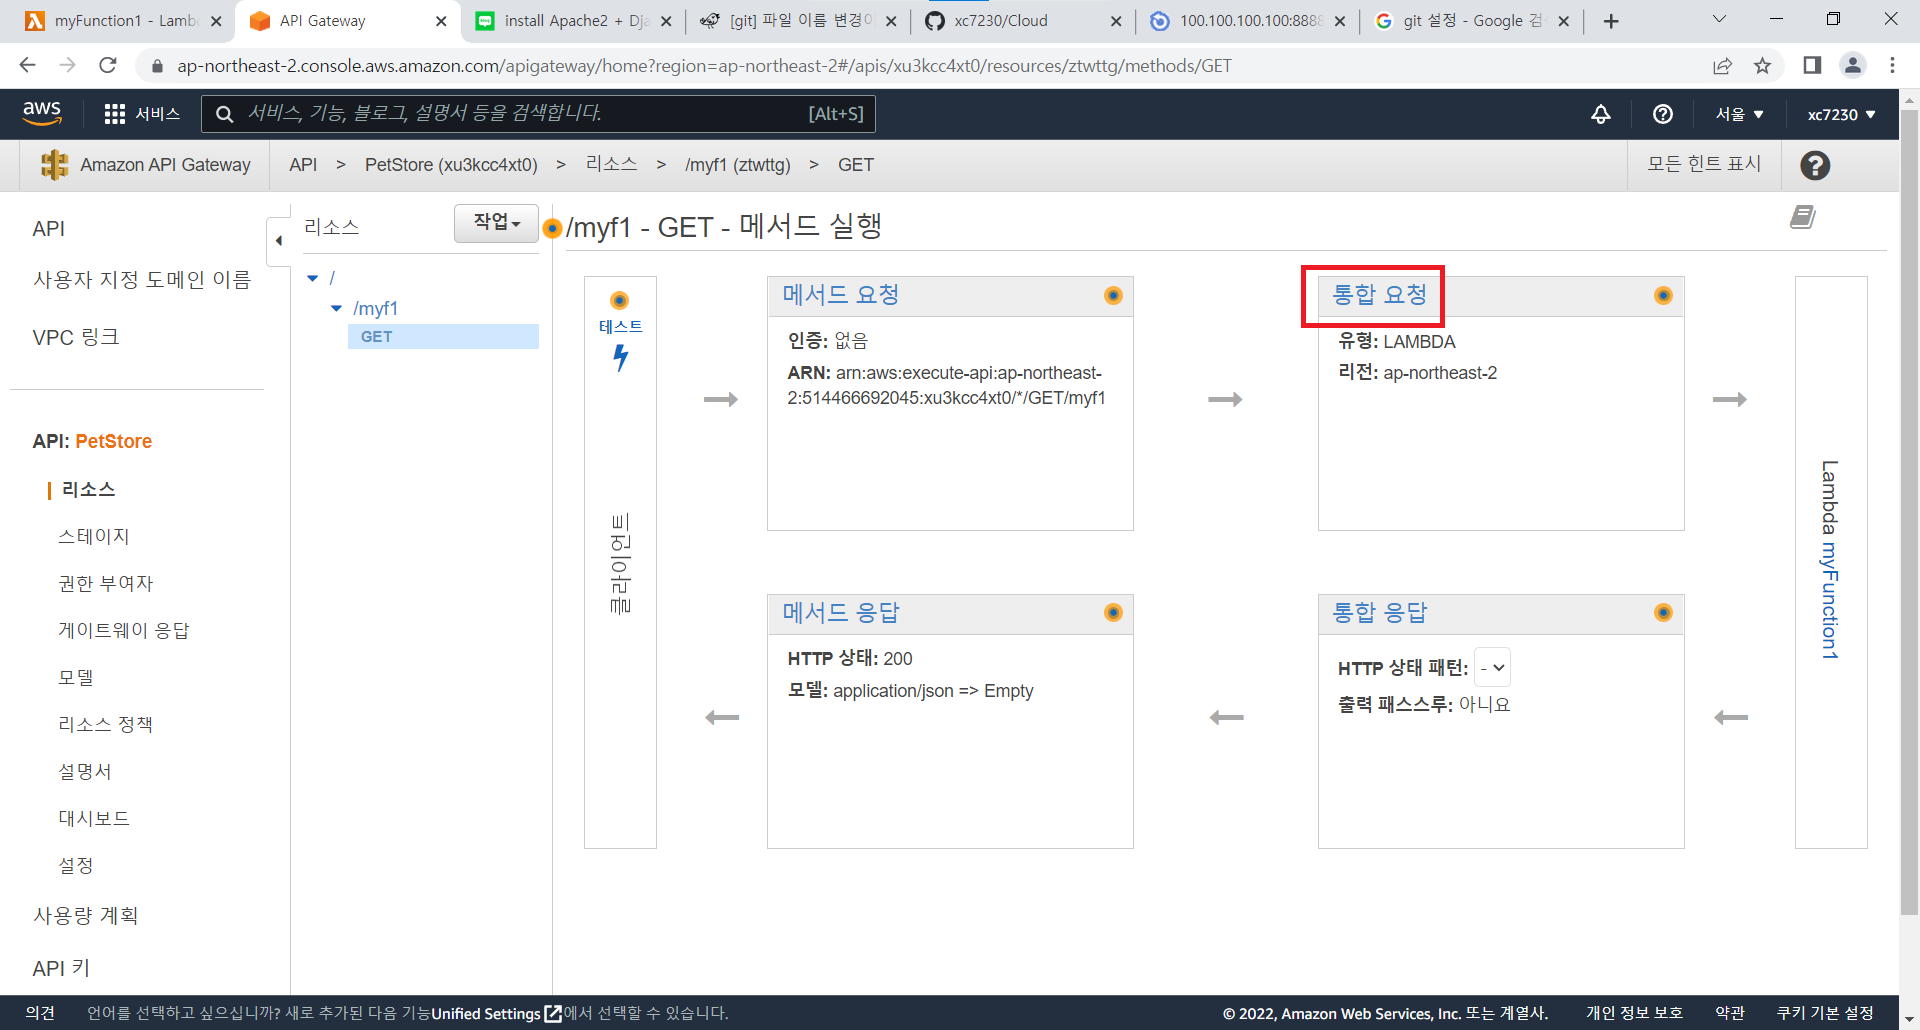 myFunction1 - Lamb
API Gateway
install Apache2 + Dja
[git] 파일 이름 변경이
xc7230/Cloud
100.100.100.100:8888
git 설정 - Google 검색
ap-northeast-2.console.aws.amazon.com/apigateway/home?region=ap-northeast-2#/apis/xu3kcc4xt0/resources/ztwttg/methods/GET
aws
서비스
서비스, 기능, 블로그, 설명서 등을 검색합니다.
[Alt+S]
서울
xc7230
Amazon API Gateway
API > PetStore (xu3kcc4xt0) > 리소스 > /myf1 (ztwttg) > GET
모든 힌트 표시
API
사용자 지정 도메인 이름
VPC 링크
API: PetStore
리소스
스테이지
권한 부여자
게이트웨이 응답
모델
리소스 정책
설명서
대시보드
설정
사용량 계획
API 키
리소스
작업
/
/myf1
GET
/myf1 - GET - 메서드 실행
테스트
클라이언트
메서드 요청
인증: 없음
ARN: arn:aws:execute-api:ap-northeast-
2:514466692045:xu3kcc4xt0/*/GET/myf1
통합 요청
유형: LAMBDA
리전: ap-northeast-2
Lambda myFunction1
메서드 응답
HTTP 상태: 200
모델: application/json => Empty
통합 응답
HTTP 상태 패턴: -
출력 패스스루: 아니요
의견
언어를 선택하고 싶으십니까? 새로 추가된 다음 기능Unified Settings에서 선택할 수 있습니다.
© 2022, Amazon Web Services, Inc. 또는 계열사.
개인 정보 보호
약관
쿠키 기본 설정